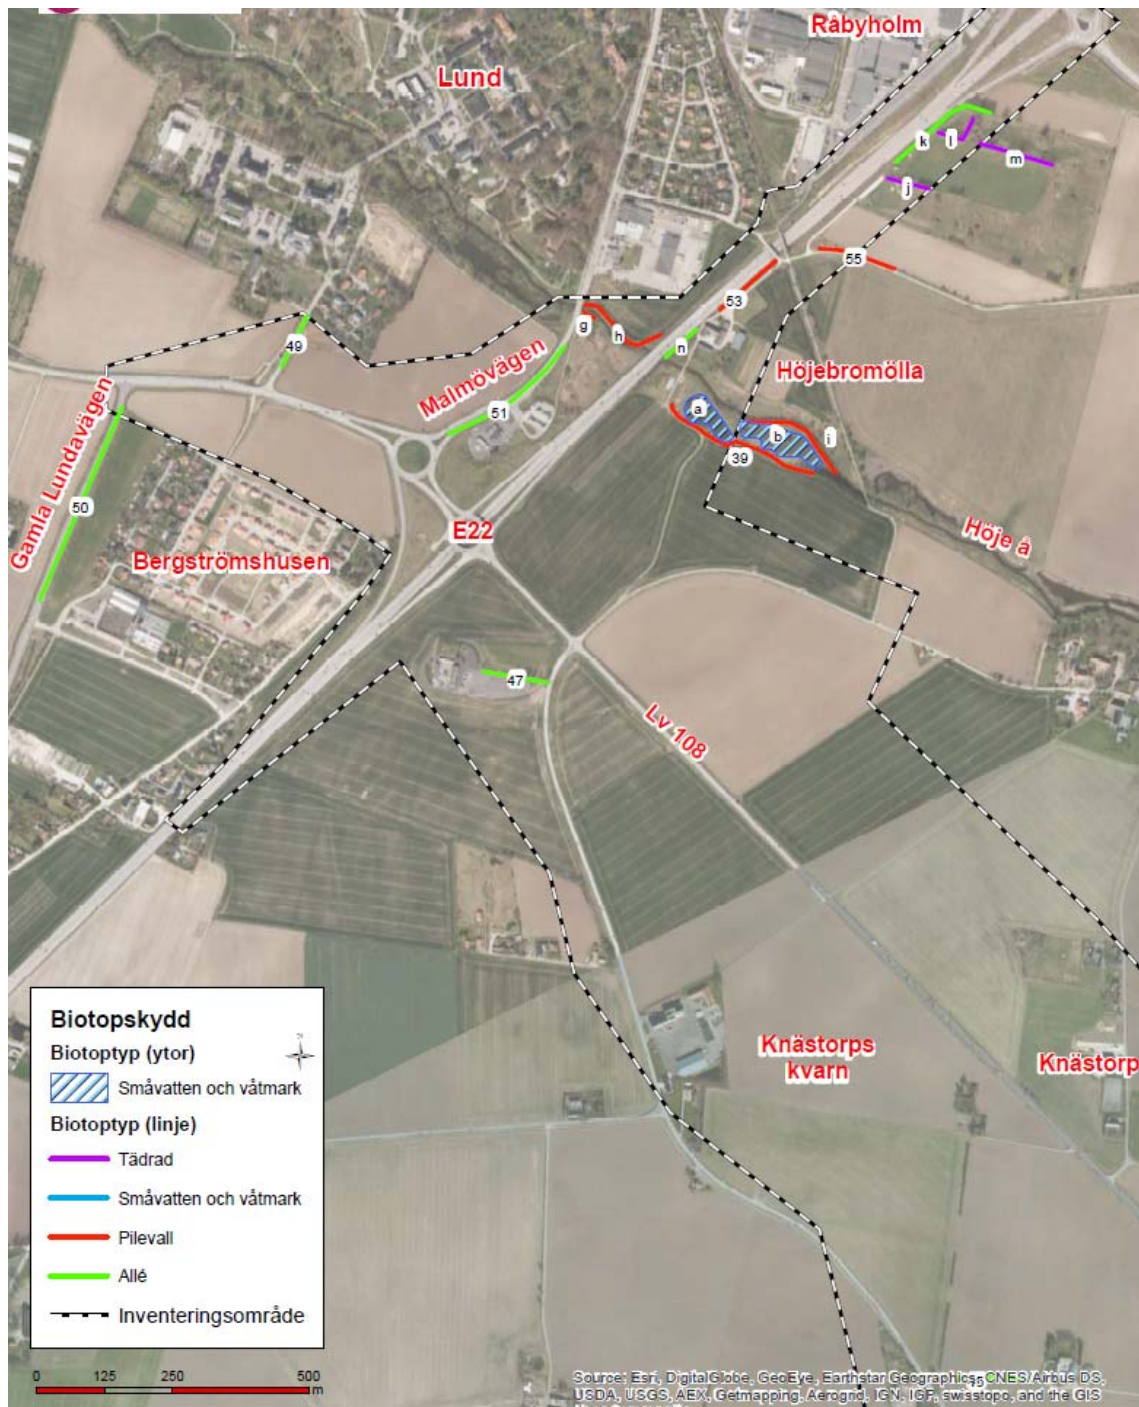 Råbyholm
Lund
k
l
m
j
55
53
g
h
n
49
Malmövägen
51
Höjebromölla
a
b
i
39
Gamla Lundavägen
50
E22
Höje å
Bergströmshusen
47
Lv 108
Knästorps
kvarn
Knästorp
Biotopskydd
Biotoptyp (ytor)
Småvatten och våtmark
Biotoptyp (linje)
Tädrad
Småvatten och våtmark
Pilevall
Allé
Inventeringsområde
0 125 250 500
m
Source: Esri, DigitalGlobe, GeoEye, Earthstar Geographics, CNES/Airbus DS,
USDA, USGS, AEX, Getmapping, Aerogrid, IGN, IGP, swisstopo, and the GIS